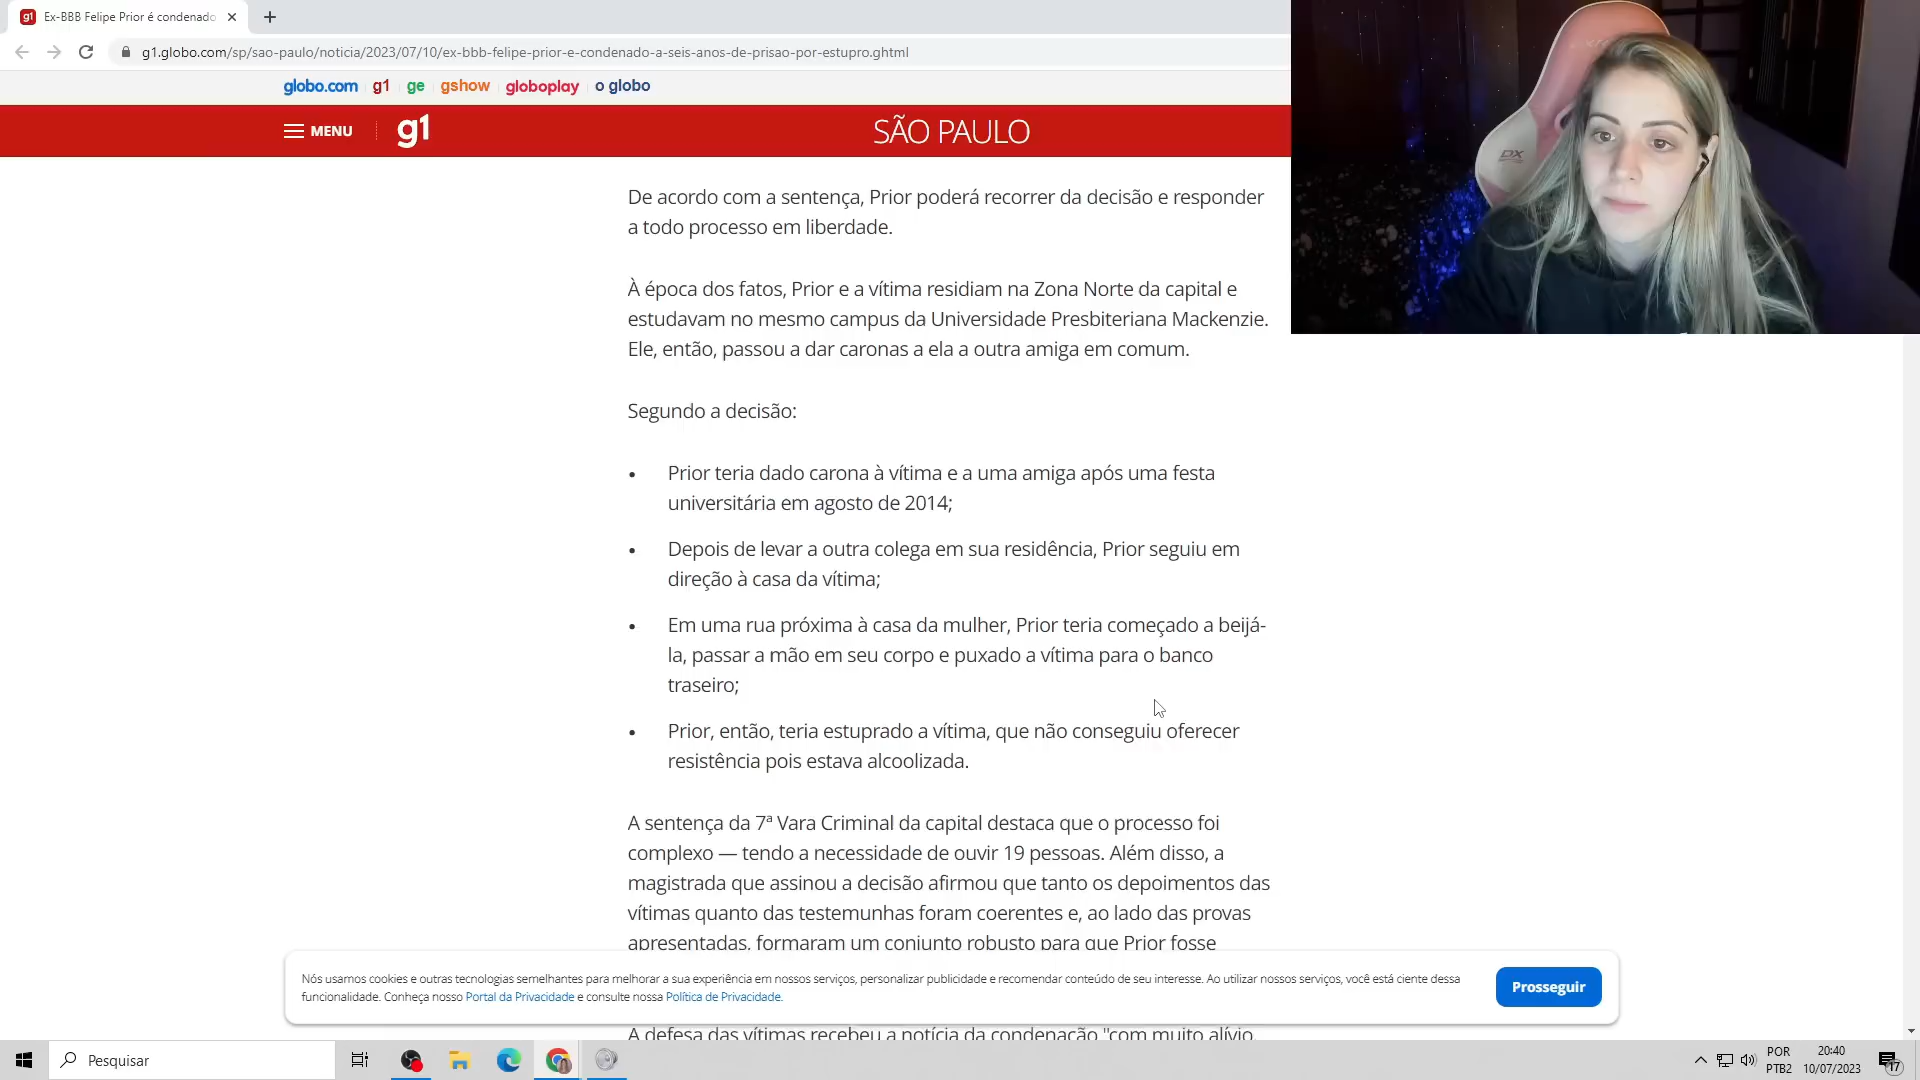 Ex-BBB Felipe Prior é condenado
g1.globo.com/sp/sao-paulo/noticia/2023/07/10/ex-bbb-felipe-prior-e-condenado-a-seis-anos-de-prisao-por-estupro.ghtml
globo.com g1 ge gshow globoplay o globo
MENU g1 SÃO PAULO
DX
De acordo com a sentença, Prior poderá recorrer da decisão e responder
a todo processo em liberdade.
À época dos fatos, Prior e a vítima residiam na Zona Norte da capital e
estudavam no mesmo campus da Universidade Presbiteriana Mackenzie.
Ele, então, passou a dar caronas a ela a outra amiga em comum.
Segundo a decisão:
• Prior teria dado carona à vítima e a uma amiga após uma festa
universitária em agosto de 2014;
• Depois de levar a outra colega em sua residência, Prior seguiu em
direção à casa da vítima;
• Em uma rua próxima à casa da mulher, Prior teria começado a beijá-
la, passar a mão em seu corpo e puxado a vítima para o banco
traseiro;
• Prior, então, teria estuprado a vítima, que não conseguiu oferecer
resistência pois estava alcoolizada.
A sentença da 7ª Vara Criminal da capital destaca que o processo foi
complexo — tendo a necessidade de ouvir 19 pessoas. Além disso, a
magistrada que assinou a decisão afirmou que tanto os depoimentos das
vítimas quanto das testemunhas foram coerentes e, ao lado das provas
apresentadas, formaram um conjunto robusto para que Prior fosse
Nós usamos cookies e outras tecnologias semelhantes para melhorar a sua experiência em nossos serviços, personalizar publicidade e recomendar conteúdo de seu interesse. Ao utilizar nossos serviços, você está ciente dessa
funcionalidade. Conheça nosso Portal da Privacidade e consulte nossa Política de Privacidade.
Prosseguir
A defesa das vítimas recebeu a notícia da condenação "com muito alívio,
Pesquisar
POR
PTB2
20:40
10/07/2023
17